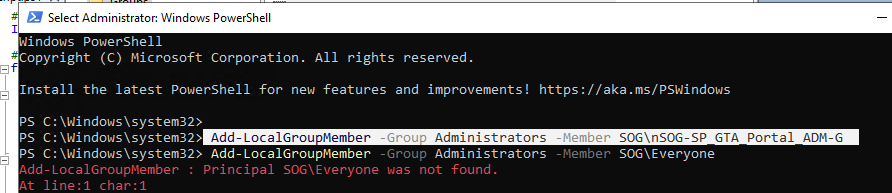 Select Administrator: Windows PowerShell
Windows PowerShell
Copyright (C) Microsoft Corporation. All rights reserved.
Install the latest PowerShell for new features and improvements! https://aka.ms/PSWindows
PS C:\Windows\system32>
PS C:\Windows\system32> Add-LocalGroupMember -Group Administrators -Member SOG\nSOG-SP_GTA_Portal_ADM-G
PS C:\Windows\system32> Add-LocalGroupMember -Group Administrators -Member SOG\Everyone
Add-LocalGroupMember : Principal SOG\Everyone was not found.
At line:1 char:1